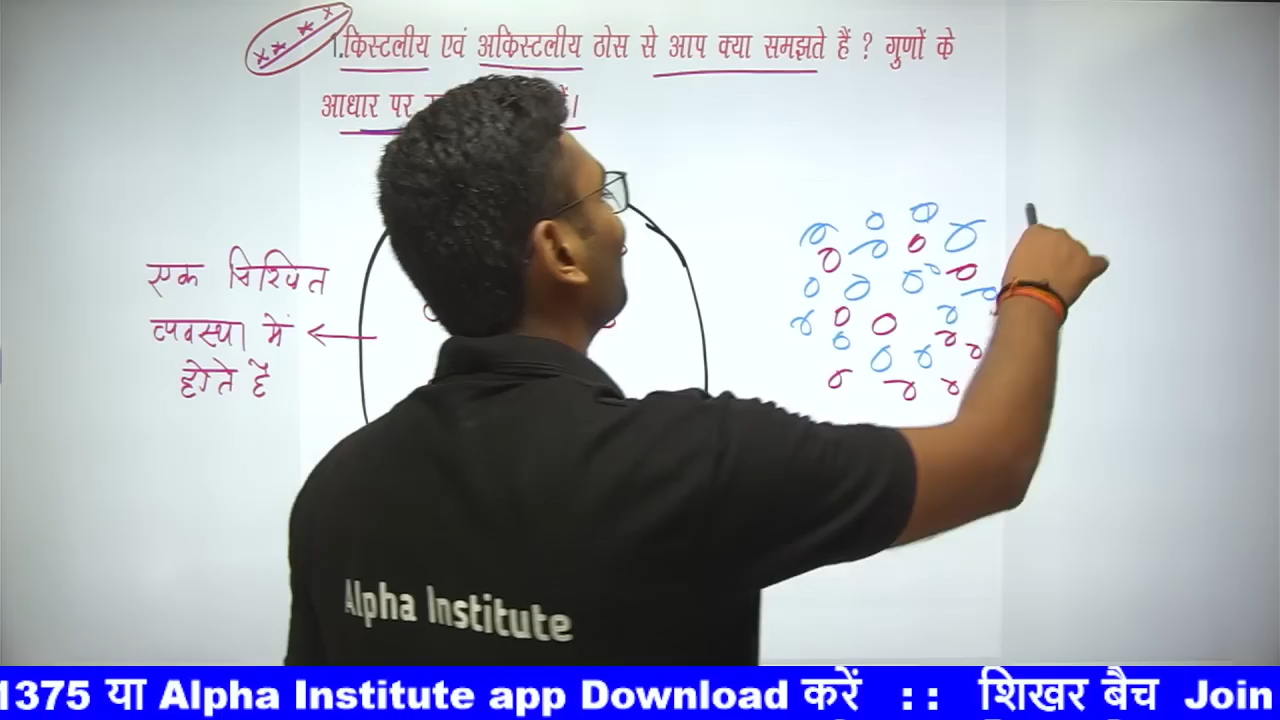 1.किस्टलीय एवं अकिस्टलीय ठोस से आप क्या समझते हैं ? गुणों के
आधार पर
एक निश्चित
व्यवस्था में
होते है
Alpha Institute
1375 या Alpha Institute app Download करें : : शिखर बैच Join